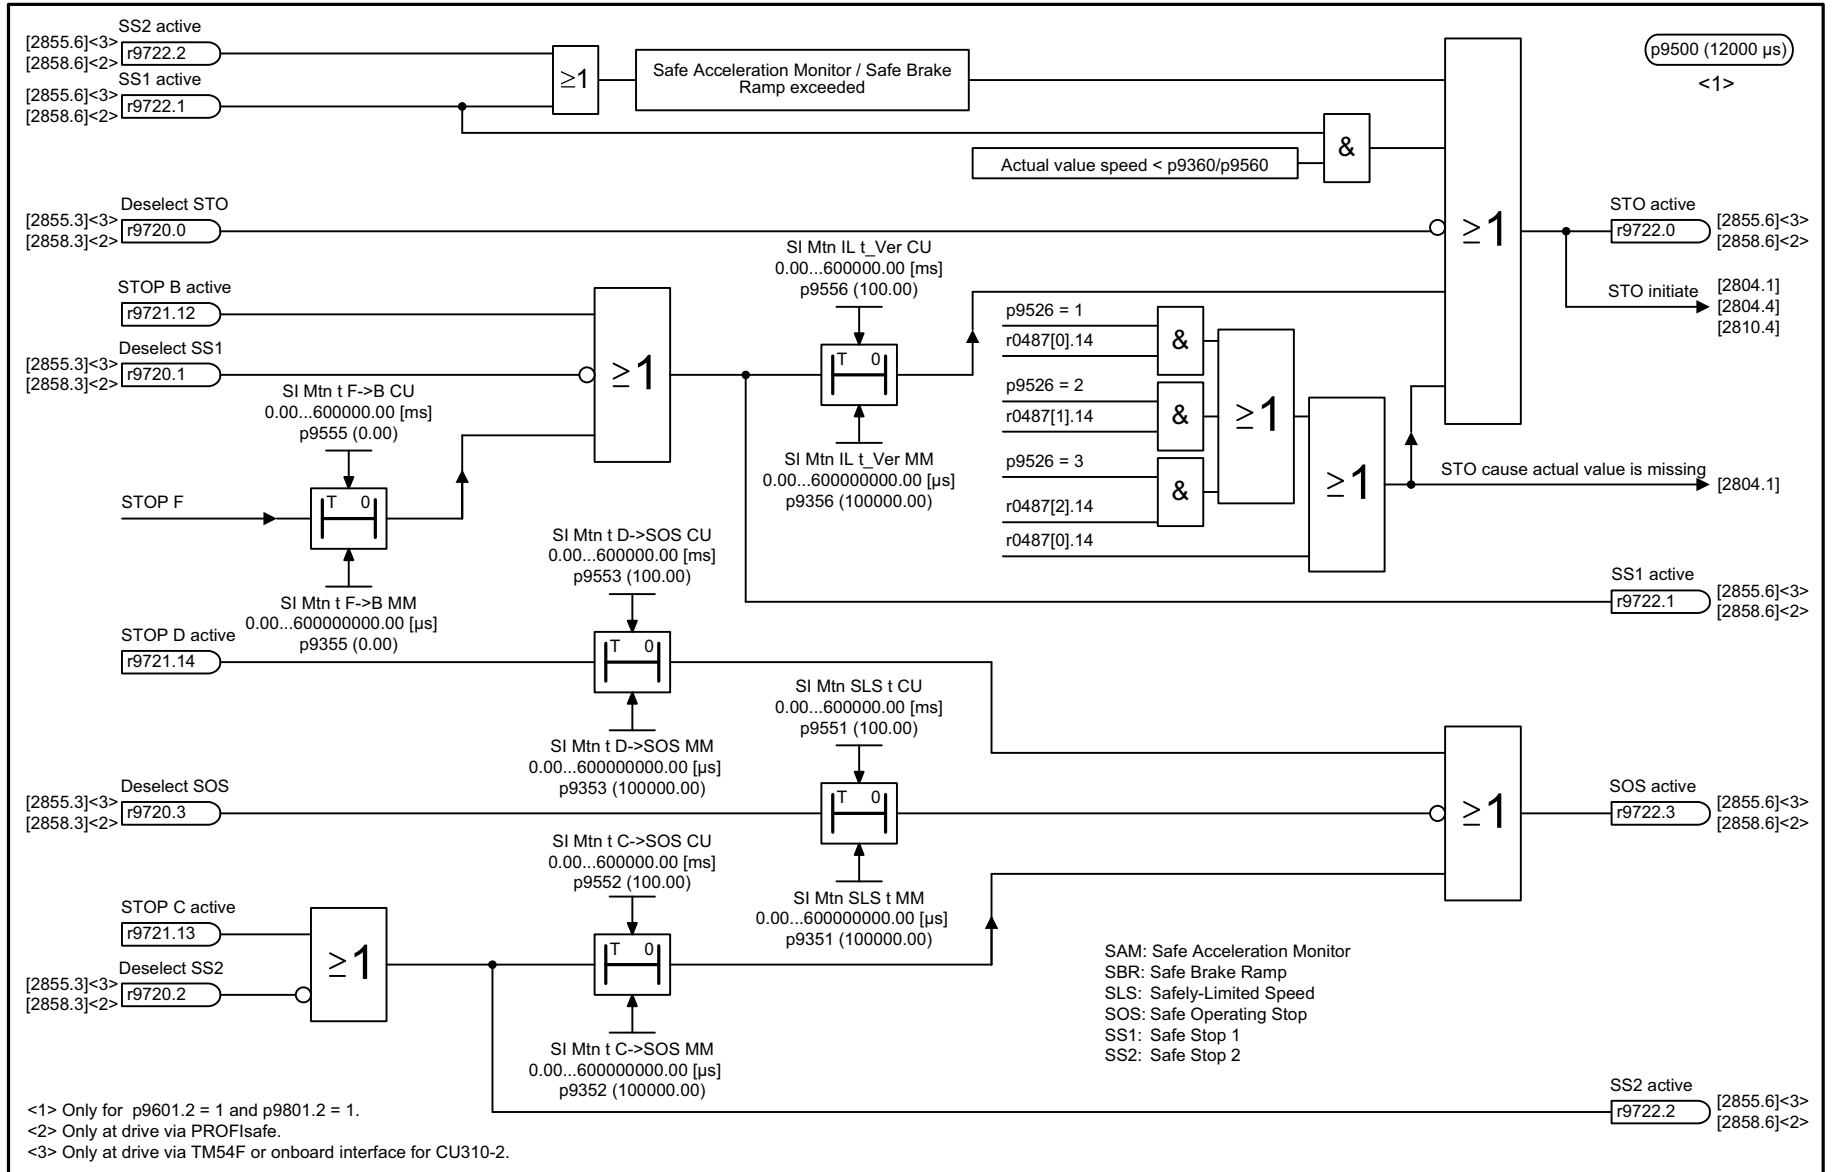 SS2 active
[2855.6]<3>
[2858.6]<2>
r9722.2
SS1 active
[2855.6]<3>
[2858.6]<2>
r9722.1
≥1
Safe Acceleration Monitor / Safe Brake
Ramp exceeded
p9500 (12000 µs)
<1>
Actual value speed < p9360/p9560
&
Deselect STO
[2855.3]<3>
[2858.3]<2>
r9720.0
≥1
STO active
r9722.0
[2855.6]<3>
[2858.6]<2>
STO initiate
[2804.1]
[2804.4]
[2810.4]
STOP B active
r9721.12
Deselect SS1
[2855.3]<3>
[2858.3]<2>
r9720.1
≥1
SI Mtn IL t_Ver CU
0.00...600000.00 [ms]
p9556 (100.00)
T 0
SI Mtn IL t_Ver MM
0.00...600000000.00 [µs]
p9356 (100000.00)
p9526 = 1
r0487[0].14
&
p9526 = 2
r0487[1].14
&
p9526 = 3
r0487[2].14
&
r0487[0].14
≥1
≥1
STO cause actual value is missing
[2804.1]
SI Mtn t F->B CU
0.00...600000.00 [ms]
p9555 (0.00)
STOP F
T 0
SI Mtn t F->B MM
0.00...600000000.00 [µs]
p9355 (0.00)
SS1 active
r9722.1
[2855.6]<3>
[2858.6]<2>
SI Mtn t D->SOS CU
0.00...600000.00 [ms]
p9553 (100.00)
STOP D active
r9721.14
T 0
SI Mtn t D->SOS MM
0.00...600000000.00 [µs]
p9353 (100000.00)
SI Mtn SLS t CU
0.00...600000.00 [ms]
p9551 (100.00)
Deselect SOS
[2855.3]<3>
[2858.3]<2>
r9720.3
T 0
SI Mtn SLS t MM
0.00...600000000.00 [µs]
p9351 (100000.00)
≥1
SOS active
r9722.3
[2855.6]<3>
[2858.6]<2>
SI Mtn t C->SOS CU
0.00...600000.00 [ms]
p9552 (100.00)
STOP C active
r9721.13
Deselect SS2
[2855.3]<3>
[2858.3]<2>
r9720.2
≥1
T 0
SI Mtn t C->SOS MM
0.00...600000000.00 [µs]
p9352 (100000.00)
SAM: Safe Acceleration Monitor
SBR: Safe Brake Ramp
SLS: Safely-Limited Speed
SOS: Safe Operating Stop
SS1: Safe Stop 1
SS2: Safe Stop 2
SS2 active
r9722.2
[2855.6]<3>
[2858.6]<2>
<1> Only for p9601.2 = 1 and p9801.2 = 1.
<2> Only at drive via PROFIsafe.
<3> Only at drive via TM54F or onboard interface for CU310-2.